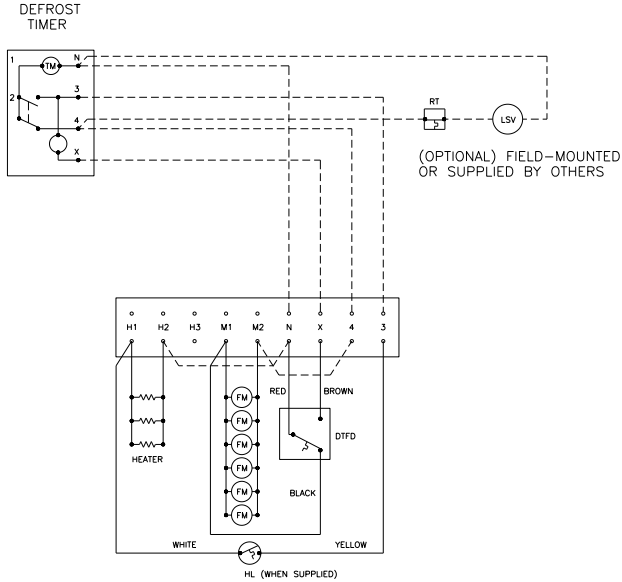 DEFROST
TIMER
1
TM
N
2
3
4
X
RT
LSV
(OPTIONAL) FIELD-MOUNTED
OR SUPPLIED BY OTHERS
H1 H2 H3 M1 M2 N X 4 3
RED BROWN
FM
FM
FM
FM
FM
FM
DTFD
HEATER
BLACK
WHITE YELLOW
HL (WHEN SUPPLIED)